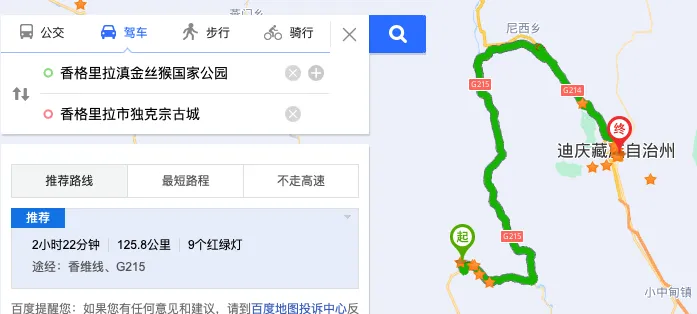 燕门乡
公交
驾车
步行
骑行
香格里拉滇金丝猴国家公园
香格里拉市独克宗古城
推荐路线
最短路程
不走高速
推荐
2小时22分钟 125.8公里 9个红绿灯
途经：香维线、G215
百度提醒您：如果您有任何意见和建议，请到百度地图投诉中心反
尼西乡
G215
G214
终
迪庆藏族自治州
G215
起
小中甸镇